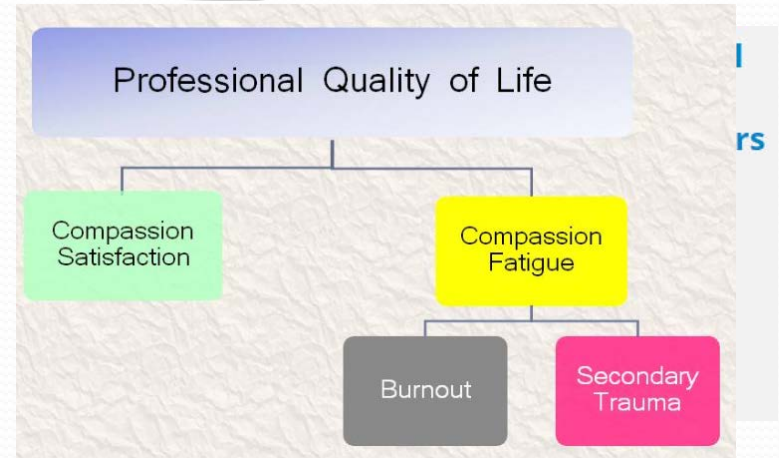 Professional Quality of Life
Compassion
Satisfaction
Compassion
Fatigue
Burnout
Secondary
Trauma